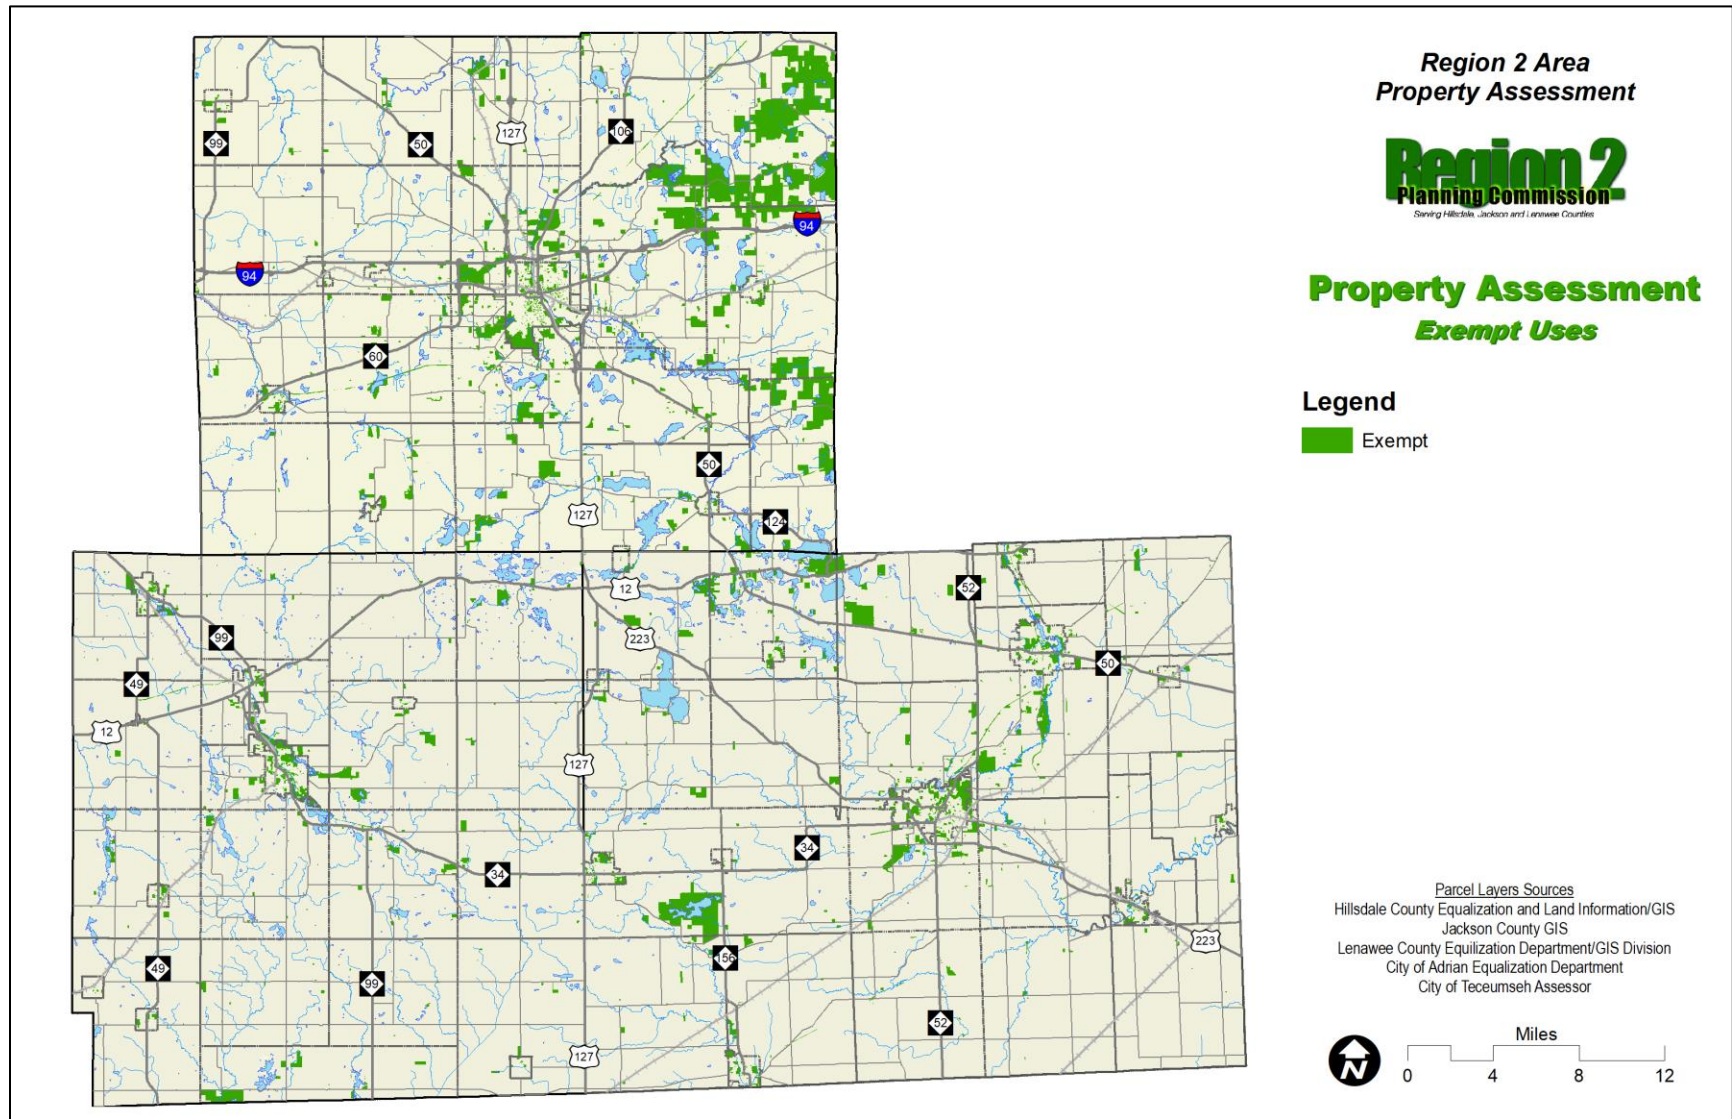 Region 2 Area
Property Assessment
Region 2
Planning Commission
Serving Hillsdale, Jackson and Lenawee Counties
Property Assessment
Exempt Uses
Legend
Exempt
99
50
127
106
94
94
60
50
127
124
12
52
99
223
49
50
12
127
34
34
156
223
49
99
52
127
Parcel Layers Sources
Hillsdale County Equalization and Land Information/GIS
Jackson County GIS
Lenawee County Equilization Department/GIS Division
City of Adrian Equalization Department
City of Teceumseh Assessor
N
Miles
0 4 8 12